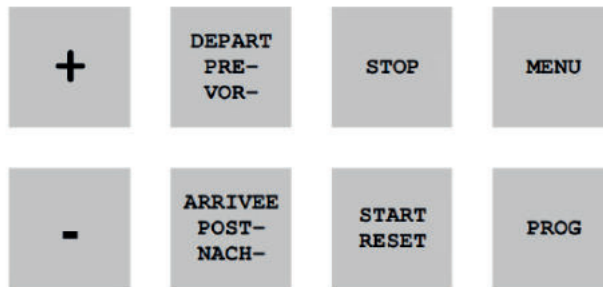 +
DEPART
PRE-
VOR-
STOP
MENU
-
ARRIVEE
POST-
NACH-
START
RESET
PROG